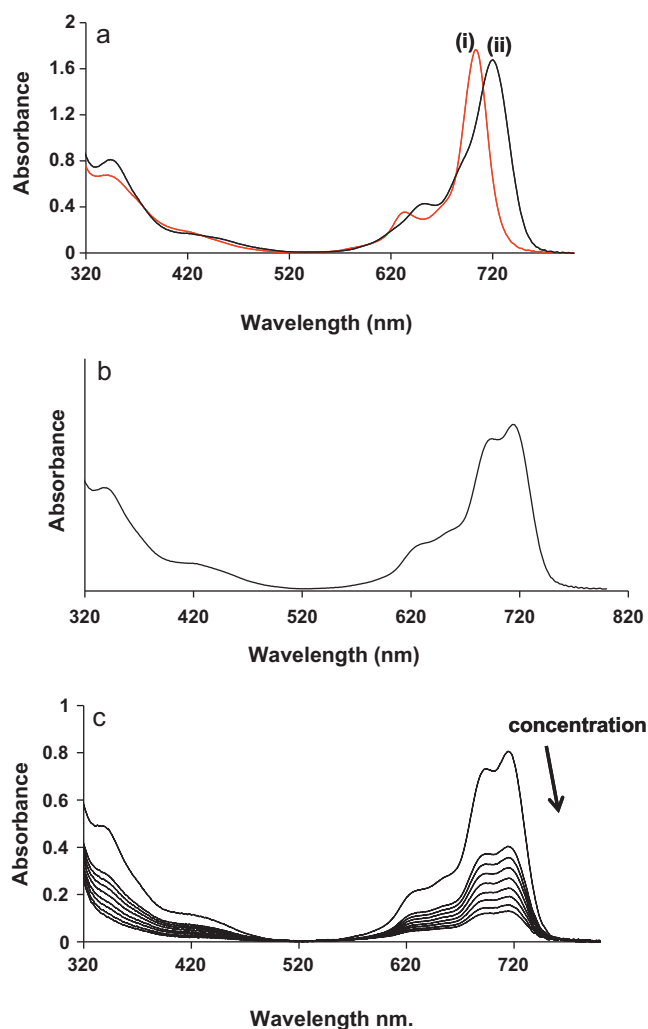 a
2
(i) (ii)
1.6
1.2
0.8
0.4
0
Absorbance
320 420 520 620 720
Wavelength (nm)
b
Absorbance
320 420 520 620 720 820
Wavelength (nm)
c
1
concentration
0.8
0.6
0.4
0.2
0
Absorbance
320 420 520 620 720
Wavelength nm.